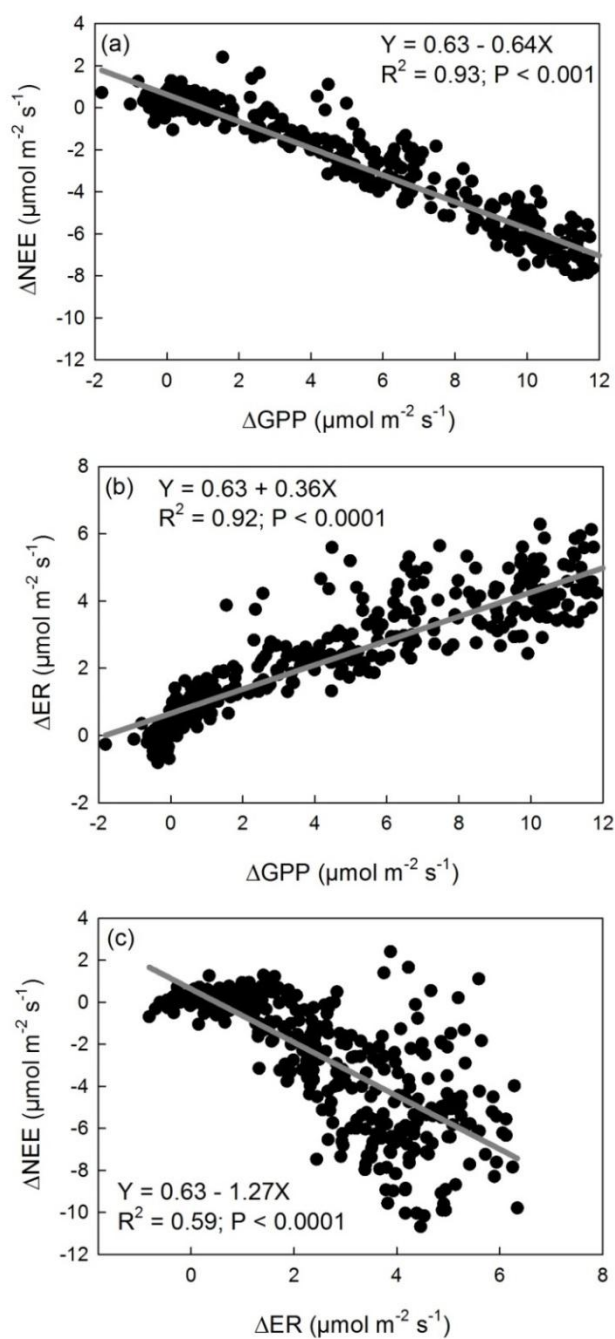 (a)
Y = 0.63 - 0.64X
R² = 0.93; P < 0.001
4
2
0
-2
-4
-6
-8
-10
-12
ΔNEE (µmol m⁻² s⁻¹)
-2 0 2 4 6 8 10 12
ΔGPP (µmol m⁻² s⁻¹)
(b)
Y = 0.63 + 0.36X
R² = 0.92; P < 0.0001
8
6
4
2
0
-2
ΔER (µmol m⁻² s⁻¹)
-2 0 2 4 6 8 10 12
ΔGPP (µmol m⁻² s⁻¹)
(c)
4
2
0
-2
-4
-6
-8
-10
-12
ΔNEE (µmol m⁻² s⁻¹)
Y = 0.63 - 1.27X
R² = 0.59; P < 0.0001
0 2 4 6 8
ΔER (µmol m⁻² s⁻¹)